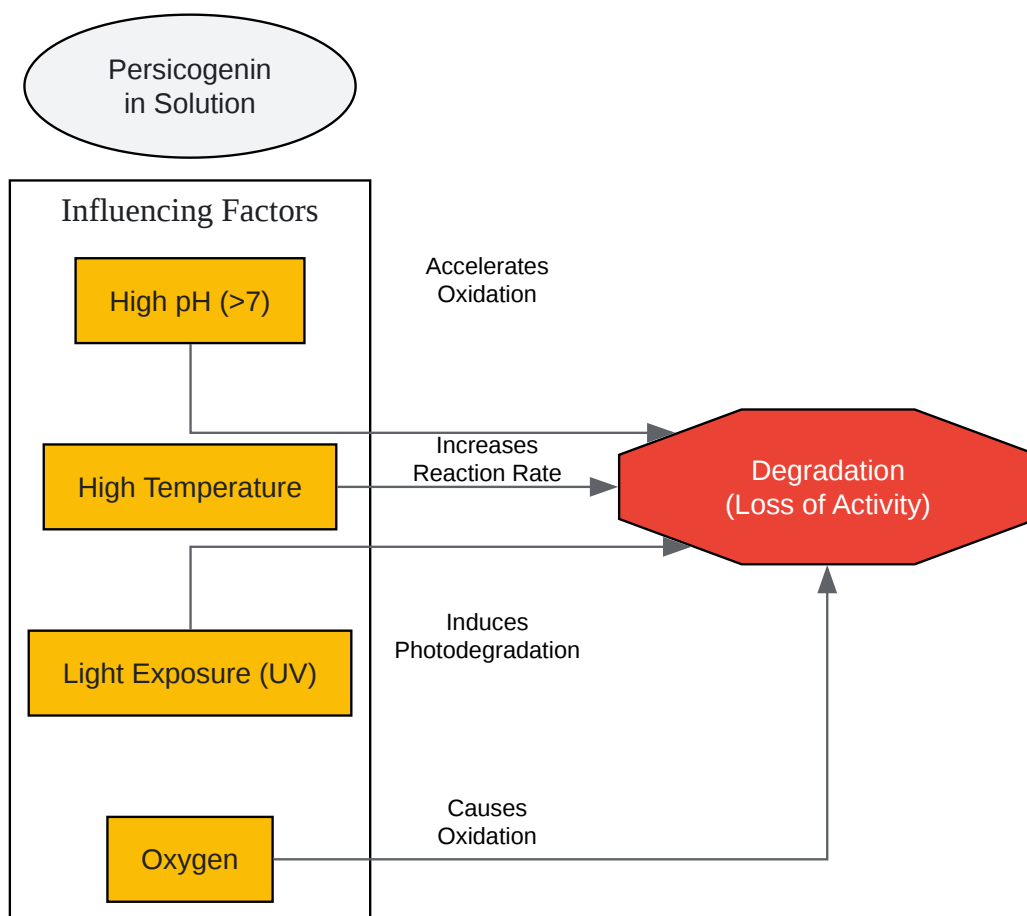 Persicogenin
in Solution
Influencing Factors
High pH (>7)
Accelerates
Oxidation
High Temperature
Increases
Reaction Rate
Degradation
(Loss of Activity)
Light Exposure (UV)
Induces
Photodegradation
Oxygen
Causes
Oxidation